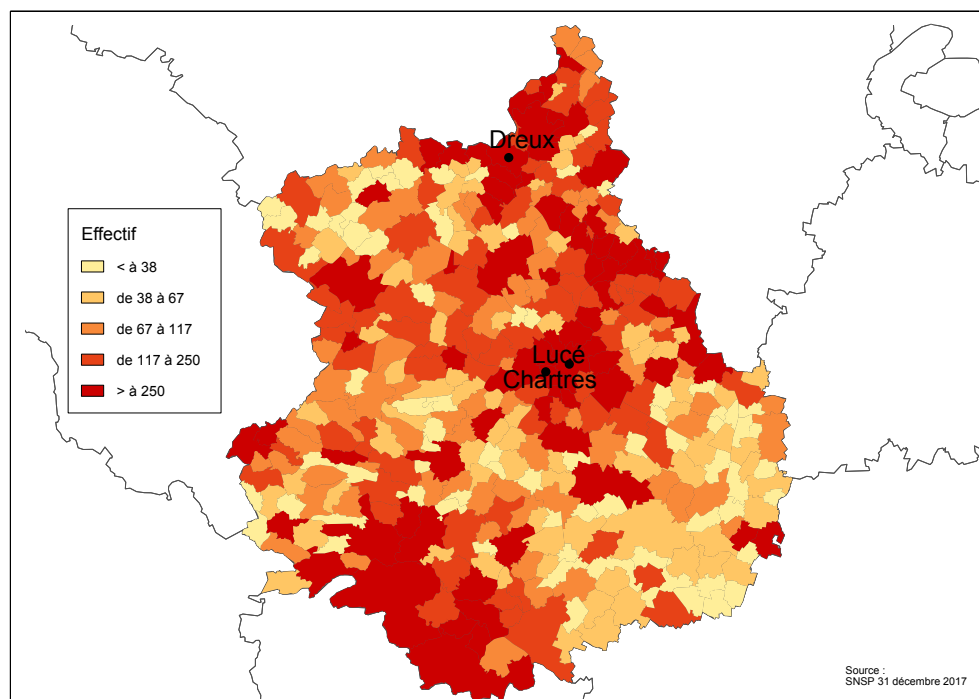 Dreux
Effectif
< à 38
de 38 à 67
de 67 à 117
de 117 à 250
> à 250
Lucé
Chartres
Source :
SNSP 31 décembre 2017